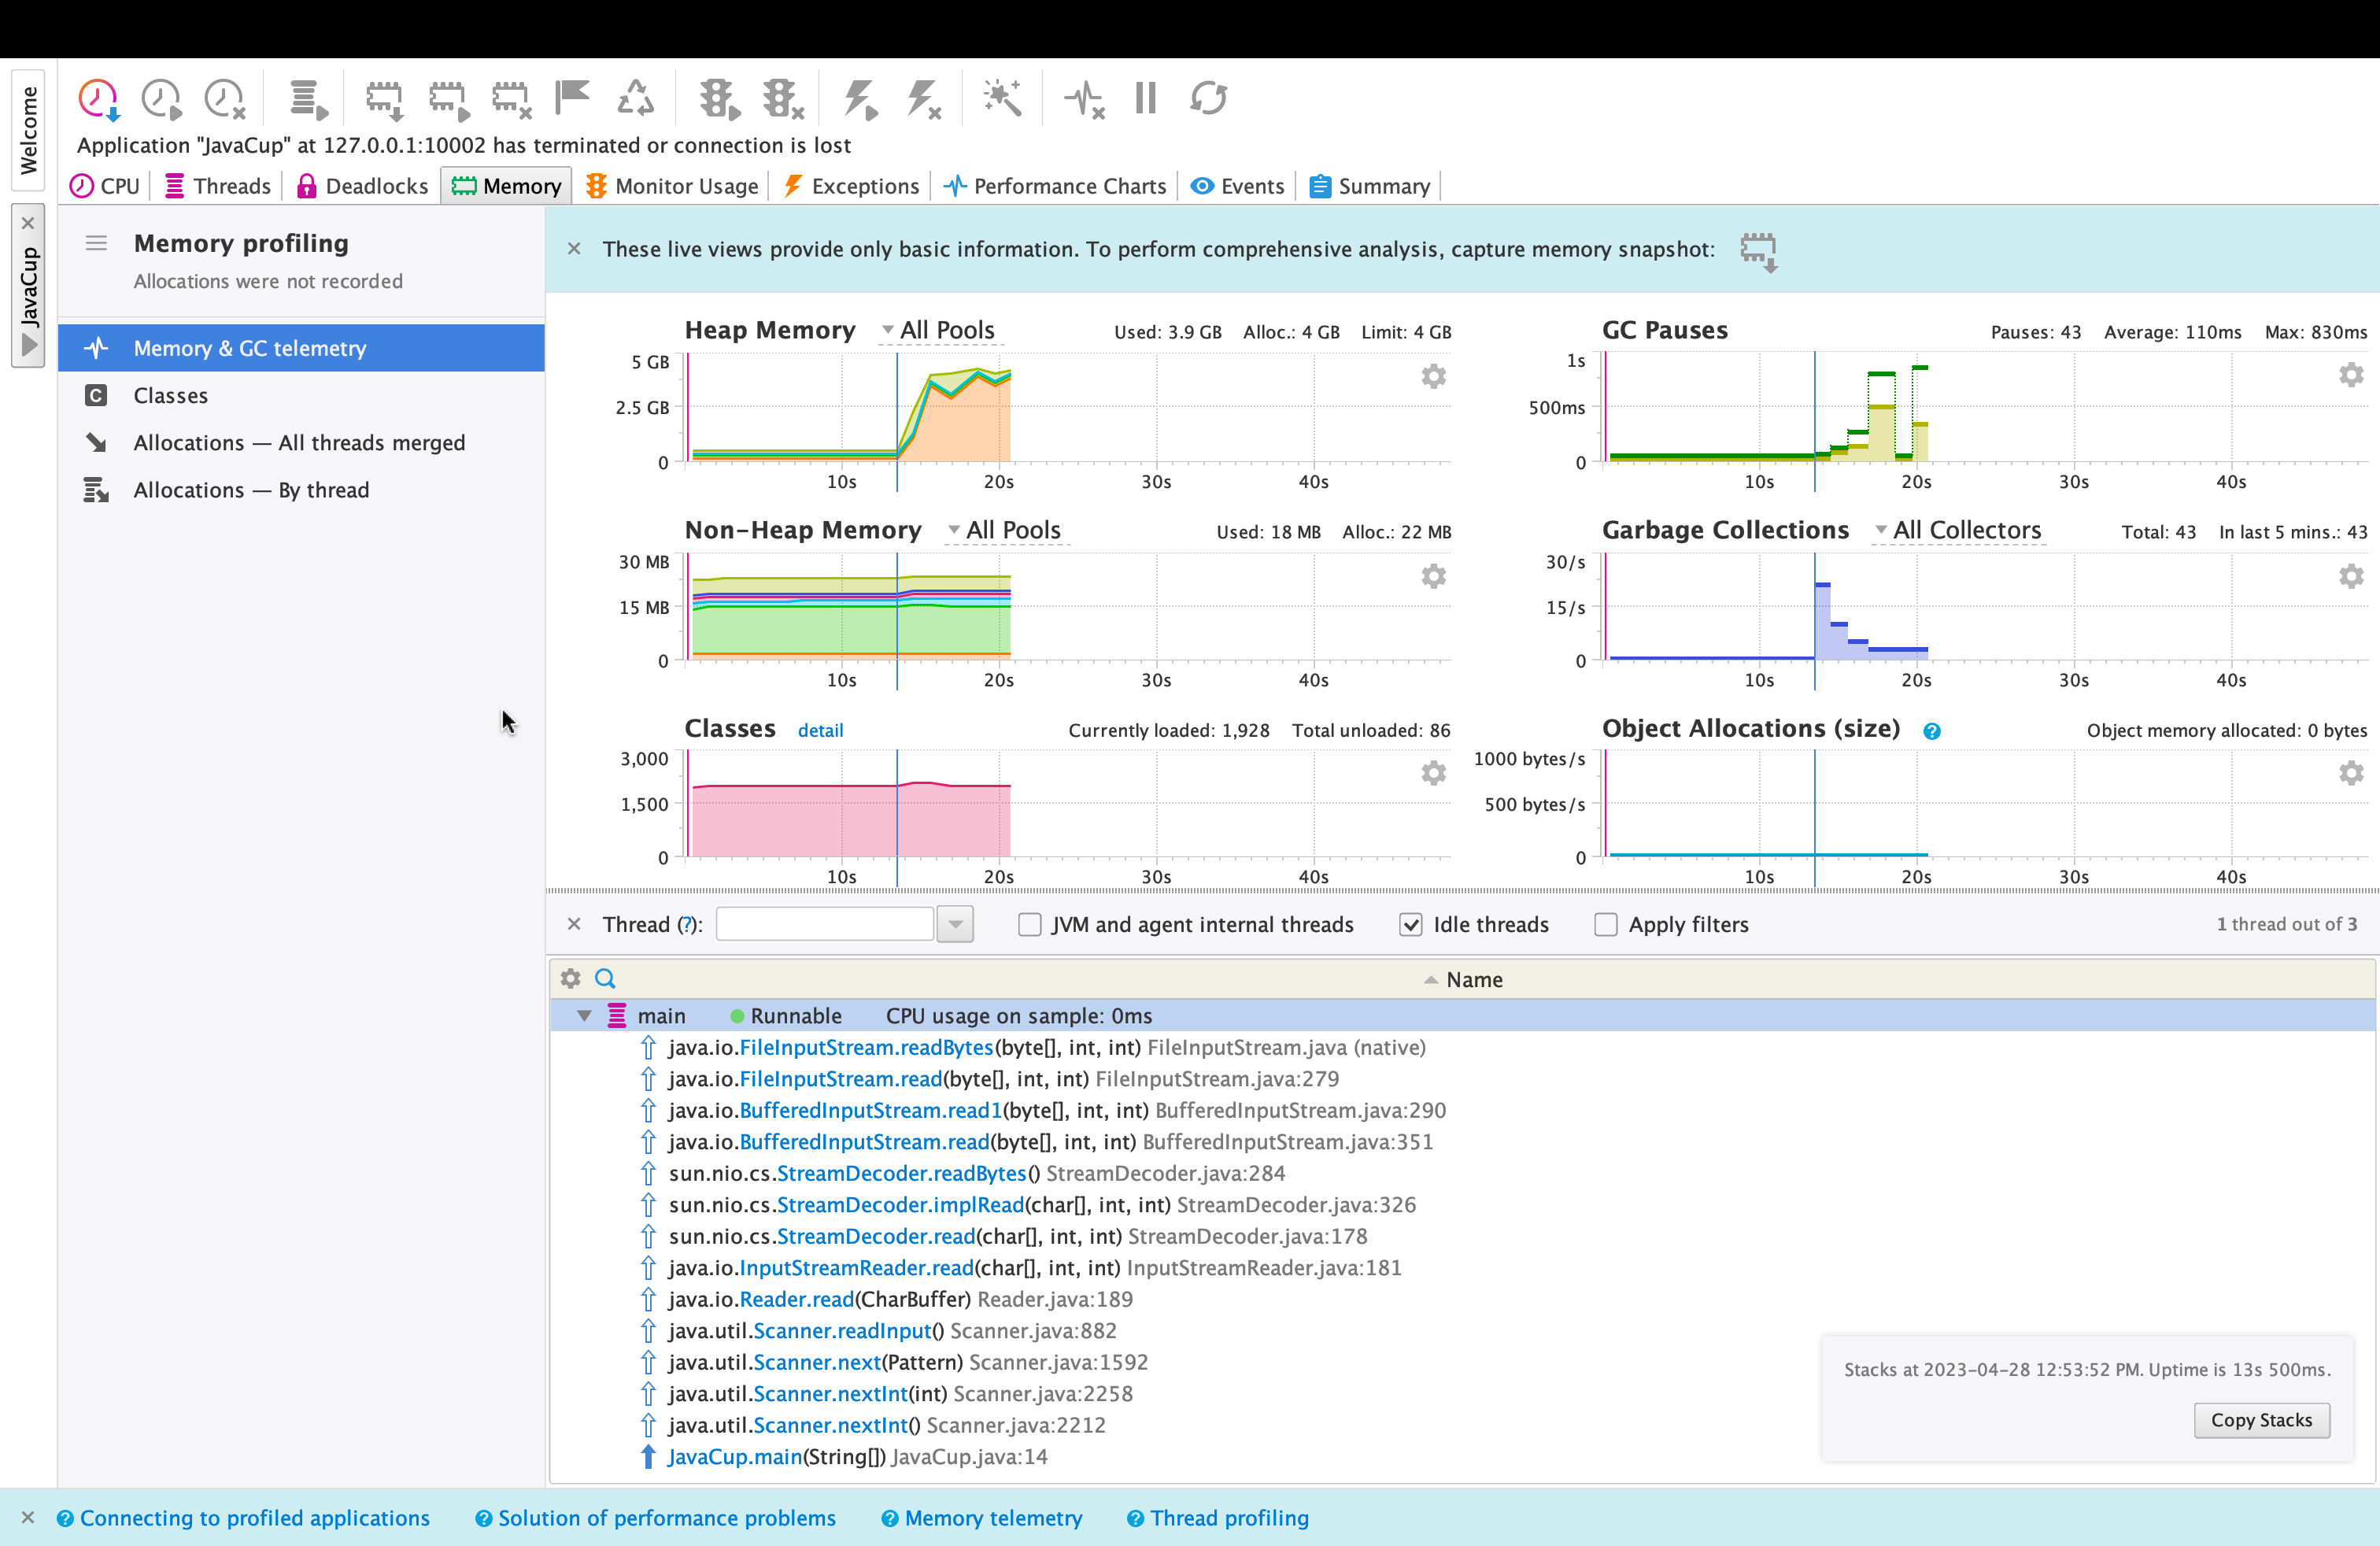 Welcome
JavaCup
Application "JavaCup" at 127.0.0.1:10002 has terminated or connection is lost
CPU Threads Deadlocks Memory Monitor Usage Exceptions Performance Charts Events Summary
Memory profiling
Allocations were not recorded
Memory & GC telemetry
C Classes
Allocations — All threads merged
Allocations — By thread
These live views provide only basic information. To perform comprehensive analysis, capture memory snapshot:
Heap Memory All Pools Used: 3.9 GB Alloc.: 4 GB Limit: 4 GB
5 GB
2.5 GB
0
10s 20s 30s 40s
GC Pauses Pauses: 43 Average: 110ms Max: 830ms
1s
500ms
0
10s 20s 30s 40s
Non-Heap Memory All Pools Used: 18 MB Alloc.: 22 MB
30 MB
15 MB
0
10s 20s 30s 40s
Garbage Collections All Collectors Total: 43 In last 5 mins.: 43
30/s
15/s
0
10s 20s 30s 40s
Classes detail Currently loaded: 1,928 Total unloaded: 86
3,000
1,500
0
10s 20s 30s 40s
Object Allocations (size) ? Object memory allocated: 0 bytes
1000 bytes/s
500 bytes/s
0
10s 20s 30s 40s
Thread (?): JVM and agent internal threads Idle threads Apply filters 1 thread out of 3
Name
main Runnable CPU usage on sample: 0ms
java.io.FileInputStream.readBytes(byte[], int, int) FileInputStream.java (native)
java.io.FileInputStream.read(byte[], int, int) FileInputStream.java:279
java.io.BufferedInputStream.read1(byte[], int, int) BufferedInputStream.java:290
java.io.BufferedInputStream.read(byte[], int, int) BufferedInputStream.java:351
sun.nio.cs.StreamDecoder.readBytes() StreamDecoder.java:284
sun.nio.cs.StreamDecoder.implRead(char[], int, int) StreamDecoder.java:326
sun.nio.cs.StreamDecoder.read(char[], int, int) StreamDecoder.java:178
java.io.InputStreamReader.read(char[], int, int) InputStreamReader.java:181
java.io.Reader.read(CharBuffer) Reader.java:189
java.util.Scanner.readInput() Scanner.java:882
java.util.Scanner.next(Pattern) Scanner.java:1592
java.util.Scanner.nextInt(int) Scanner.java:2258
java.util.Scanner.nextInt() Scanner.java:2212
JavaCup.main(String[]) JavaCup.java:14
Stacks at 2023-04-28 12:53:52 PM. Uptime is 13s 500ms.
Copy Stacks
? Connecting to profiled applications ? Solution of performance problems ? Memory telemetry ? Thread profiling